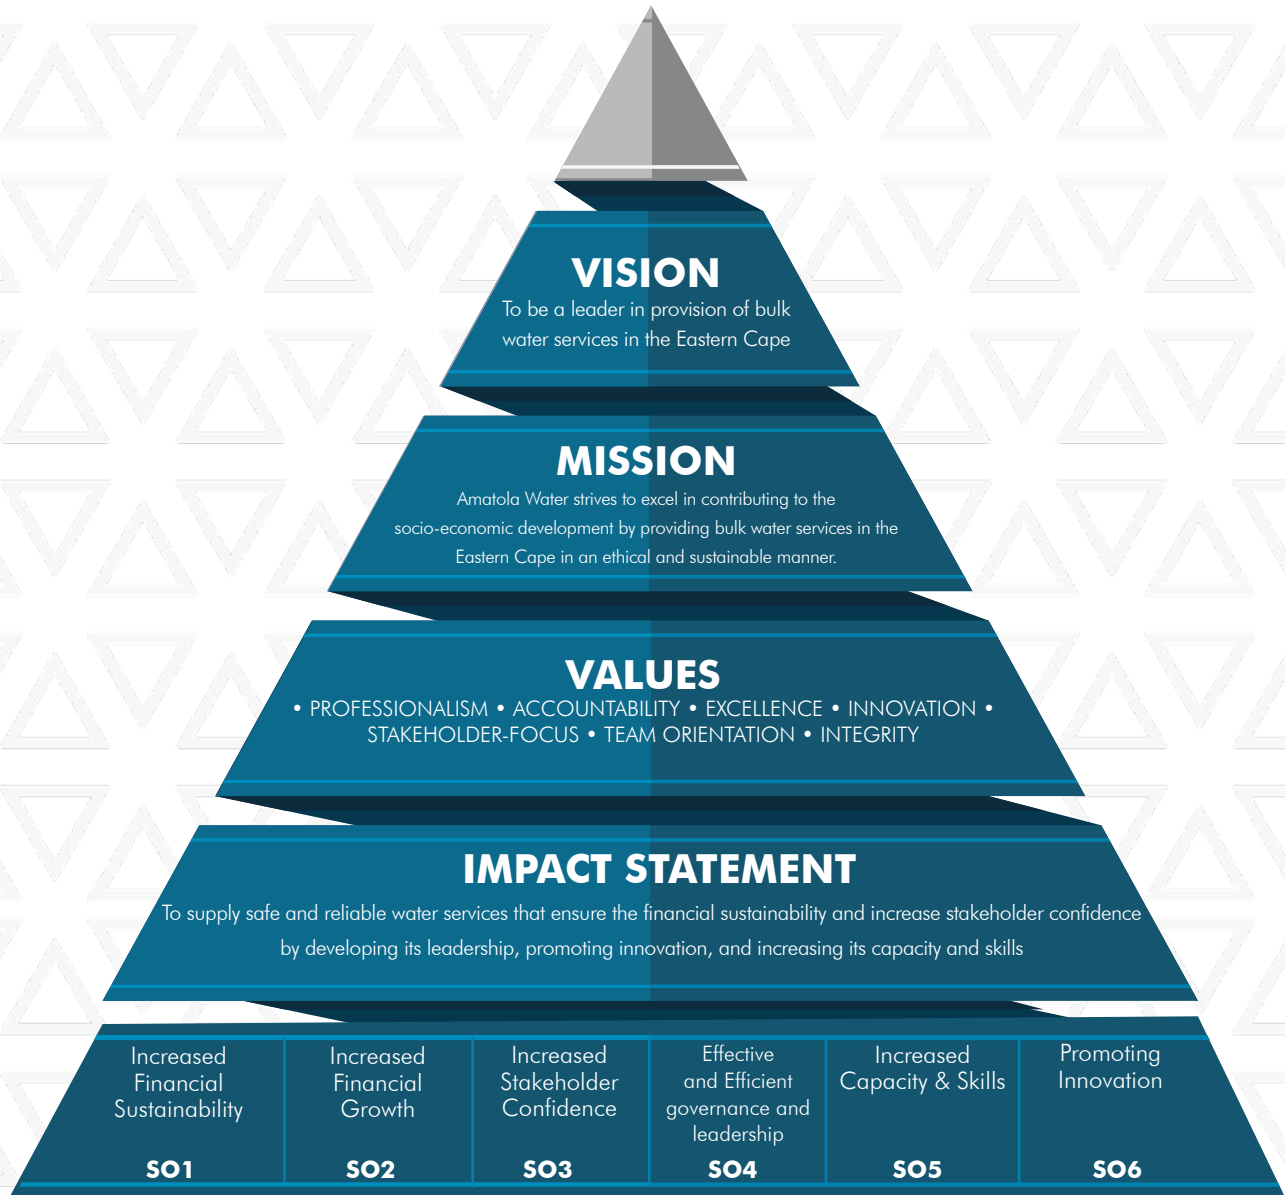 VISION
To be a leader in provision of bulk
water services in the Eastern Cape
MISSION
Amatola Water strives to excel in contributing to the
socio-economic development by providing bulk water services in the
Eastern Cape in an ethical and sustainable manner.
VALUES
• PROFESSIONALISM • ACCOUNTABILITY • EXCELLENCE • INNOVATION •
STAKEHOLDER-FOCUS • TEAM ORIENTATION • INTEGRITY
IMPACT STATEMENT
To supply safe and reliable water services that ensure the financial sustainability and increase stakeholder confidence
by developing its leadership, promoting innovation, and increasing its capacity and skills
Increased
Financial
Sustainability
SO1
Increased
Financial
Growth
SO2
Increased
Stakeholder
Confidence
SO3
Effective
and Efficient
governance and
leadership
SO4
Increased
Capacity & Skills
SO5
Promoting
Innovation
SO6